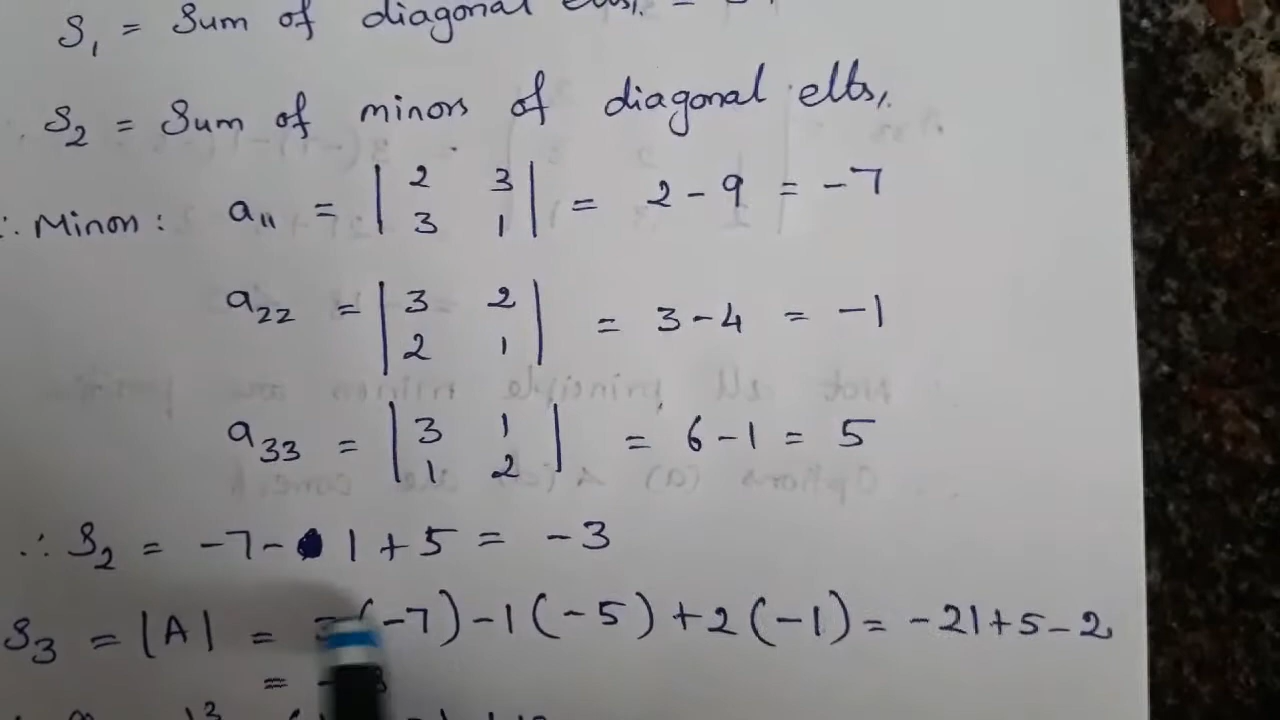 S₁ = Sum of diagonal
S₂ = Sum of minors of diagonal elts,
∴ Minor: a₁₁ = | 2 3 | = 2 - 9 = -7
| 3 1 |
a₂₂ = | 3 2 | = 3 - 4 = -1
| 2 1 |
a₃₃ = | 3 1 | = 6 - 1 = 5
| 1 2 |
∴ S₂ = -7 - 1 + 5 = -3
S₃ = |A| = (-7) - 1(-5) + 2(-1) = -21 + 5 - 2
= -